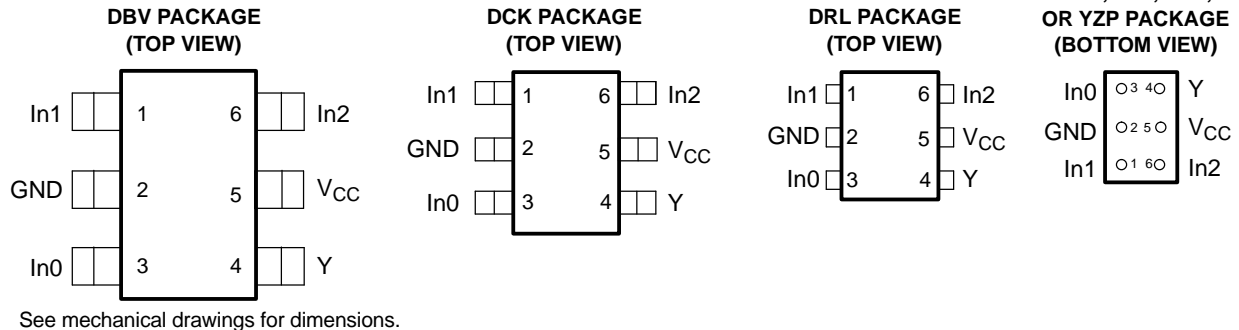 DBV PACKAGE
(TOP VIEW)
In1 1 6 In2
GND 2 5 VCC
In0 3 4 Y
See mechanical drawings for dimensions.
DCK PACKAGE
(TOP VIEW)
In1 1 6 In2
GND 2 5 VCC
In0 3 4 Y
DRL PACKAGE
(TOP VIEW)
In1 1 6 In2
GND 2 5 VCC
In0 3 4 Y
OR YZP PACKAGE
(BOTTOM VIEW)
In0 3 4 Y
GND 2 5 VCC
In1 1 6 In2